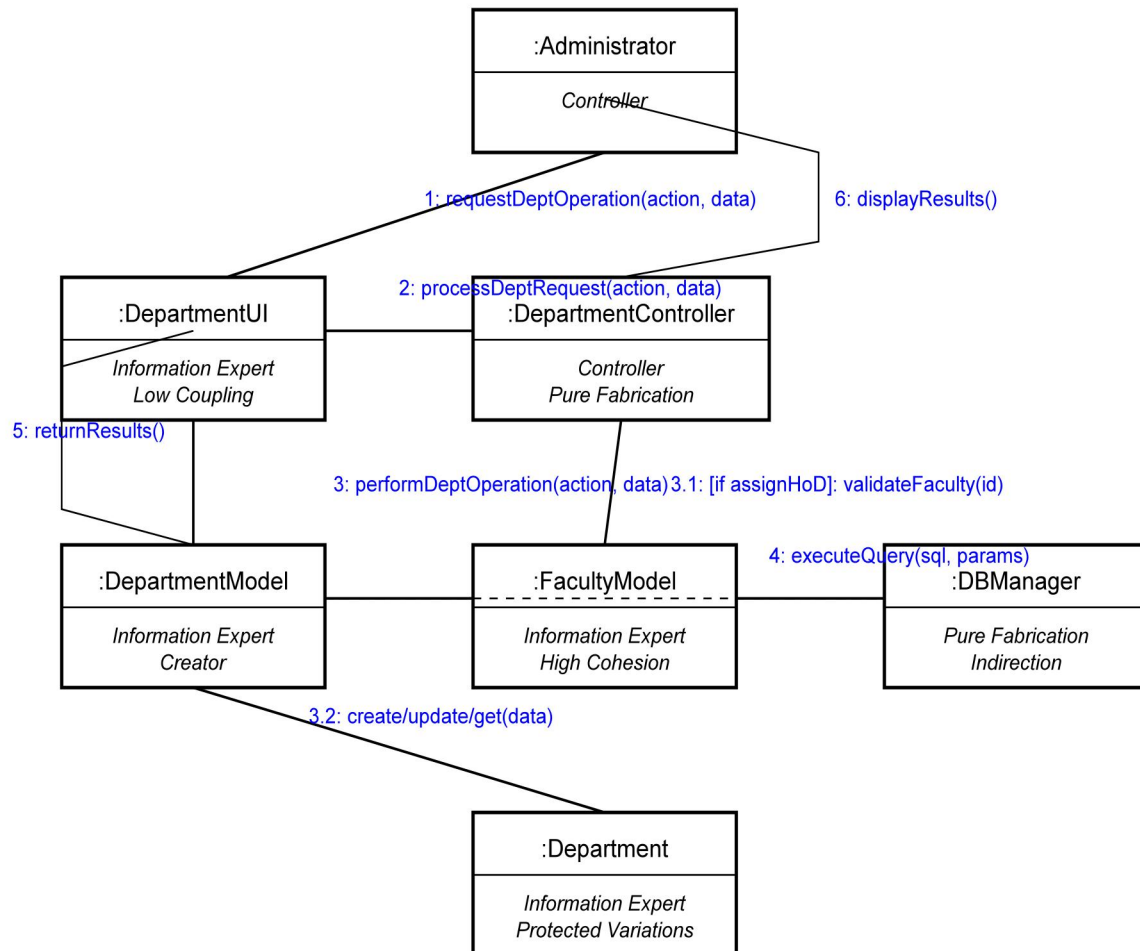 :Administrator
Controller
1: requestDeptOperation(action, data)
6: displayResults()
2: processDeptRequest(action, data)
:DepartmentUI
Information Expert
Low Coupling
:DepartmentController
Controller
Pure Fabrication
5: returnResults()
3: performDeptOperation(action, data)
3.1: [if assignHoD]: validateFaculty(id)
4: executeQuery(sql, params)
:DepartmentModel
Information Expert
Creator
:FacultyModel
Information Expert
High Cohesion
:DBManager
Pure Fabrication
Indirection
3.2: create/update/get(data)
:Department
Information Expert
Protected Variations